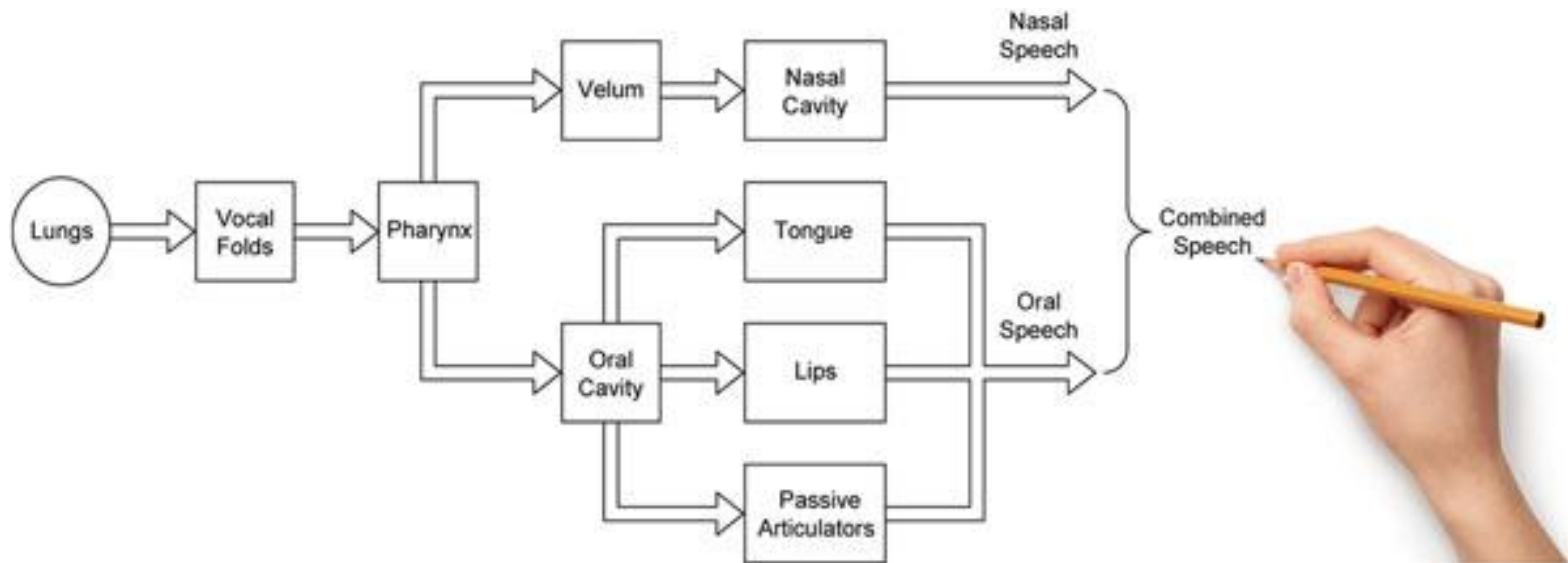 Nasal
Speech
Velum
Nasal
Cavity
Lungs
Vocal
Folds
Pharynx
Tongue
Combined
Speech
Oral
Speech
Oral
Cavity
Lips
Passive
Articulators